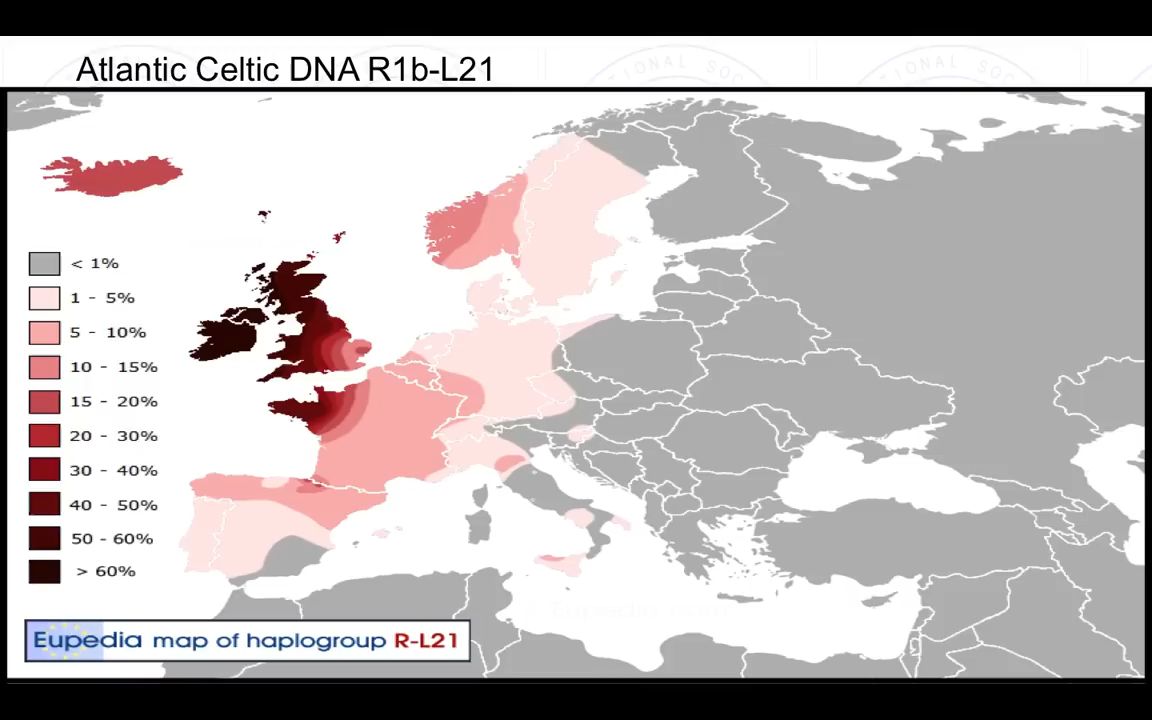 Atlantic Celtic DNA R1b-L21
< 1%
1 - 5%
5 - 10%
10 - 15%
15 - 20%
20 - 30%
30 - 40%
40 - 50%
50 - 60%
> 60%
Eupedia map of haplogroup R-L21